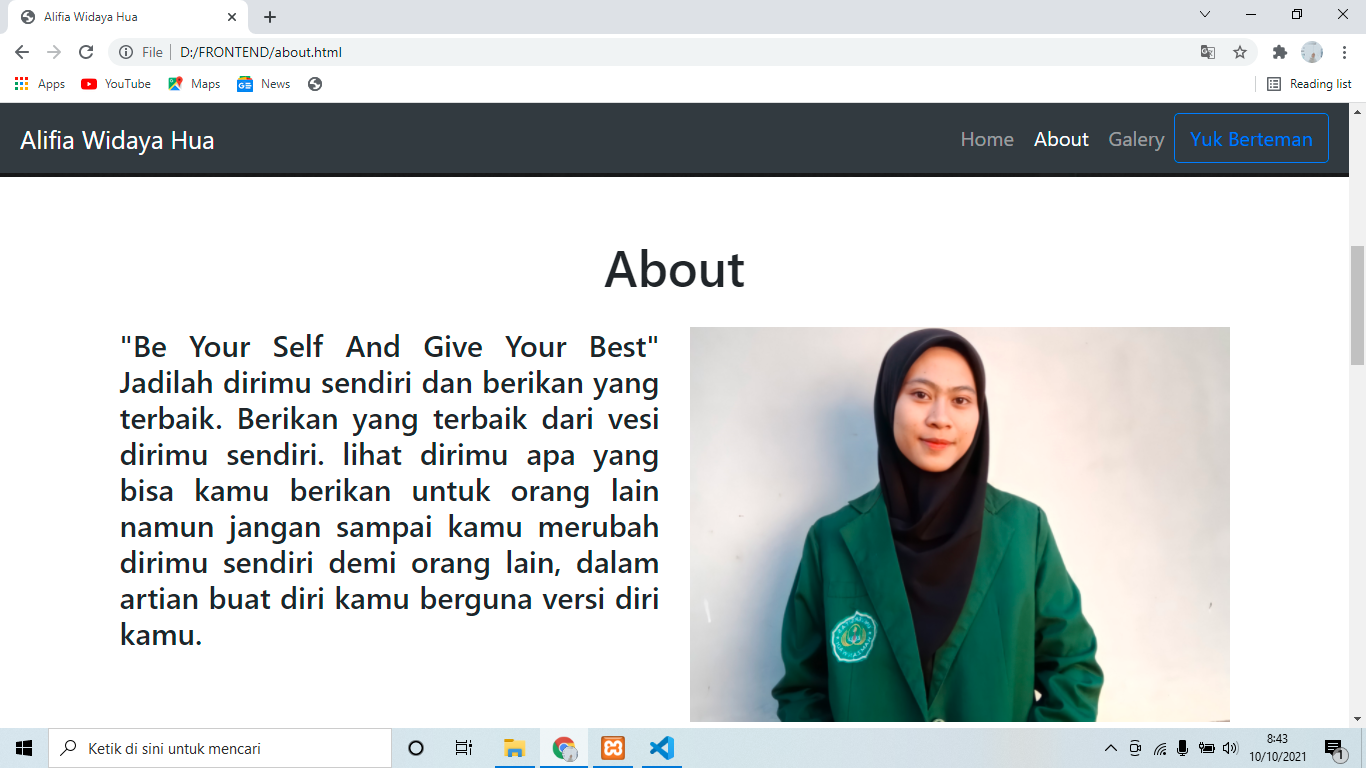 Alifia Widaya Hua
File
D:/FRONTEND/about.html
Apps
YouTube
Maps
News
Reading list
Alifia Widaya Hua
Home
About
Galery
Yuk Berteman
About
"Be Your Self And Give Your Best"
Jadilah dirimu sendiri dan berikan yang
terbaik. Berikan yang terbaik dari vesi
dirimu sendiri. lihat dirimu apa yang
bisa kamu berikan untuk orang lain
namun jangan sampai kamu merubah
dirimu sendiri demi orang lain, dalam
artian buat diri kamu berguna versi diri
kamu.
Ketik di sini untuk mencari
8:43
10/10/2021
1